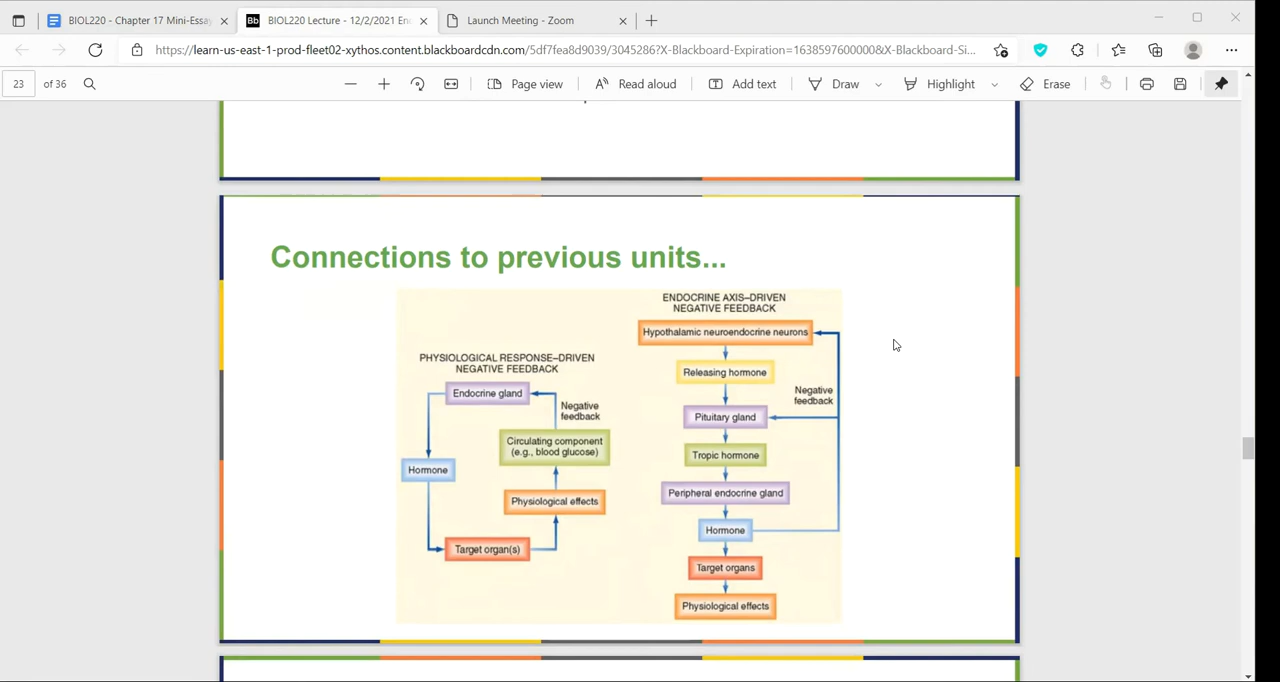 BIOL220 - Chapter 17 Mini-Essay
BIOL220 Lecture - 12/2/2021 En
Launch Meeting - Zoom
https://learn-us-east-1-prod-fleet02-xythos.content.blackboardcdn.com/5df7fea8d9039/3045286?X-Blackboard-Expiration=16385976000000&X-Blackboard-Si...
23 of 36
Page view
Read aloud
Add text
Draw
Highlight
Erase
Connections to previous units...
PHYSIOLOGICAL RESPONSE–DRIVEN
NEGATIVE FEEDBACK
Endocrine gland
Negative
feedback
Circulating component
(e.g., blood glucose)
Hormone
Physiological effects
Target organ(s)
ENDOCRINE AXIS–DRIVEN
NEGATIVE FEEDBACK
Hypothalamic neuroendocrine neurons
Releasing hormone
Negative
feedback
Pituitary gland
Tropic hormone
Peripheral endocrine gland
Hormone
Target organs
Physiological effects